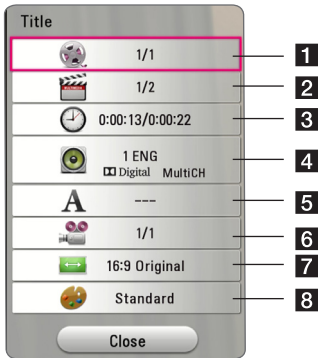 Title
1/1
1
1/2
2
0:00:13/0:00:22
3
1 ENG
Digital MultiCH
4
A ---
5
1/1
6
16:9 Original
7
Standard
8
Close